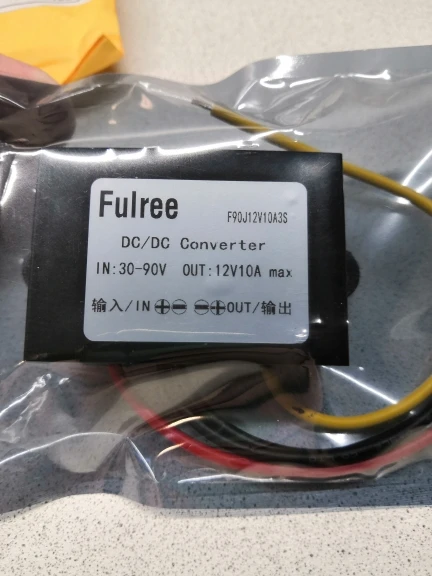 Fulree
F90J12V10A3S
DC/DC Converter
IN:30-90V OUT:12V10A max
输入/IN ⊕⊖ ⊖⊕OUT/输出